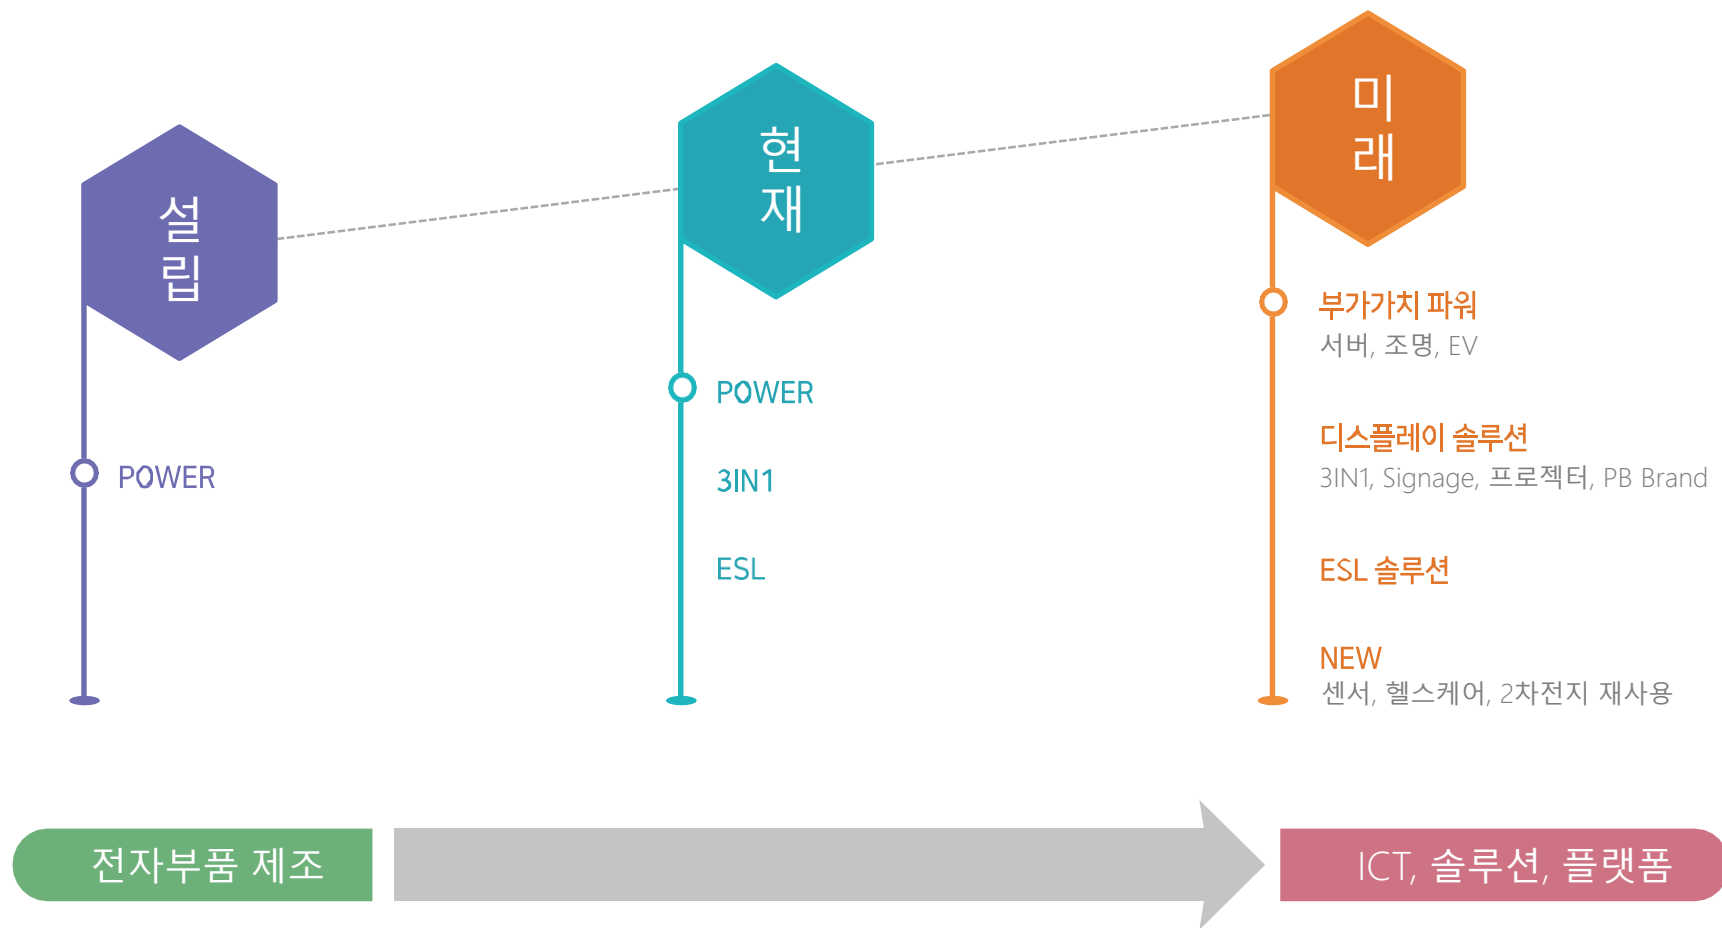 설
립
POWER
현
재
POWER
3IN1
ESL
미
래
부가가치 파워
서버, 조명, EV
디스플레이 솔루션
3IN1, Signage, 프로젝터, PB Brand
ESL 솔루션
NEW
센서, 헬스케어, 2차전지 재사용
전자부품 제조
ICT, 솔루션, 플랫폼